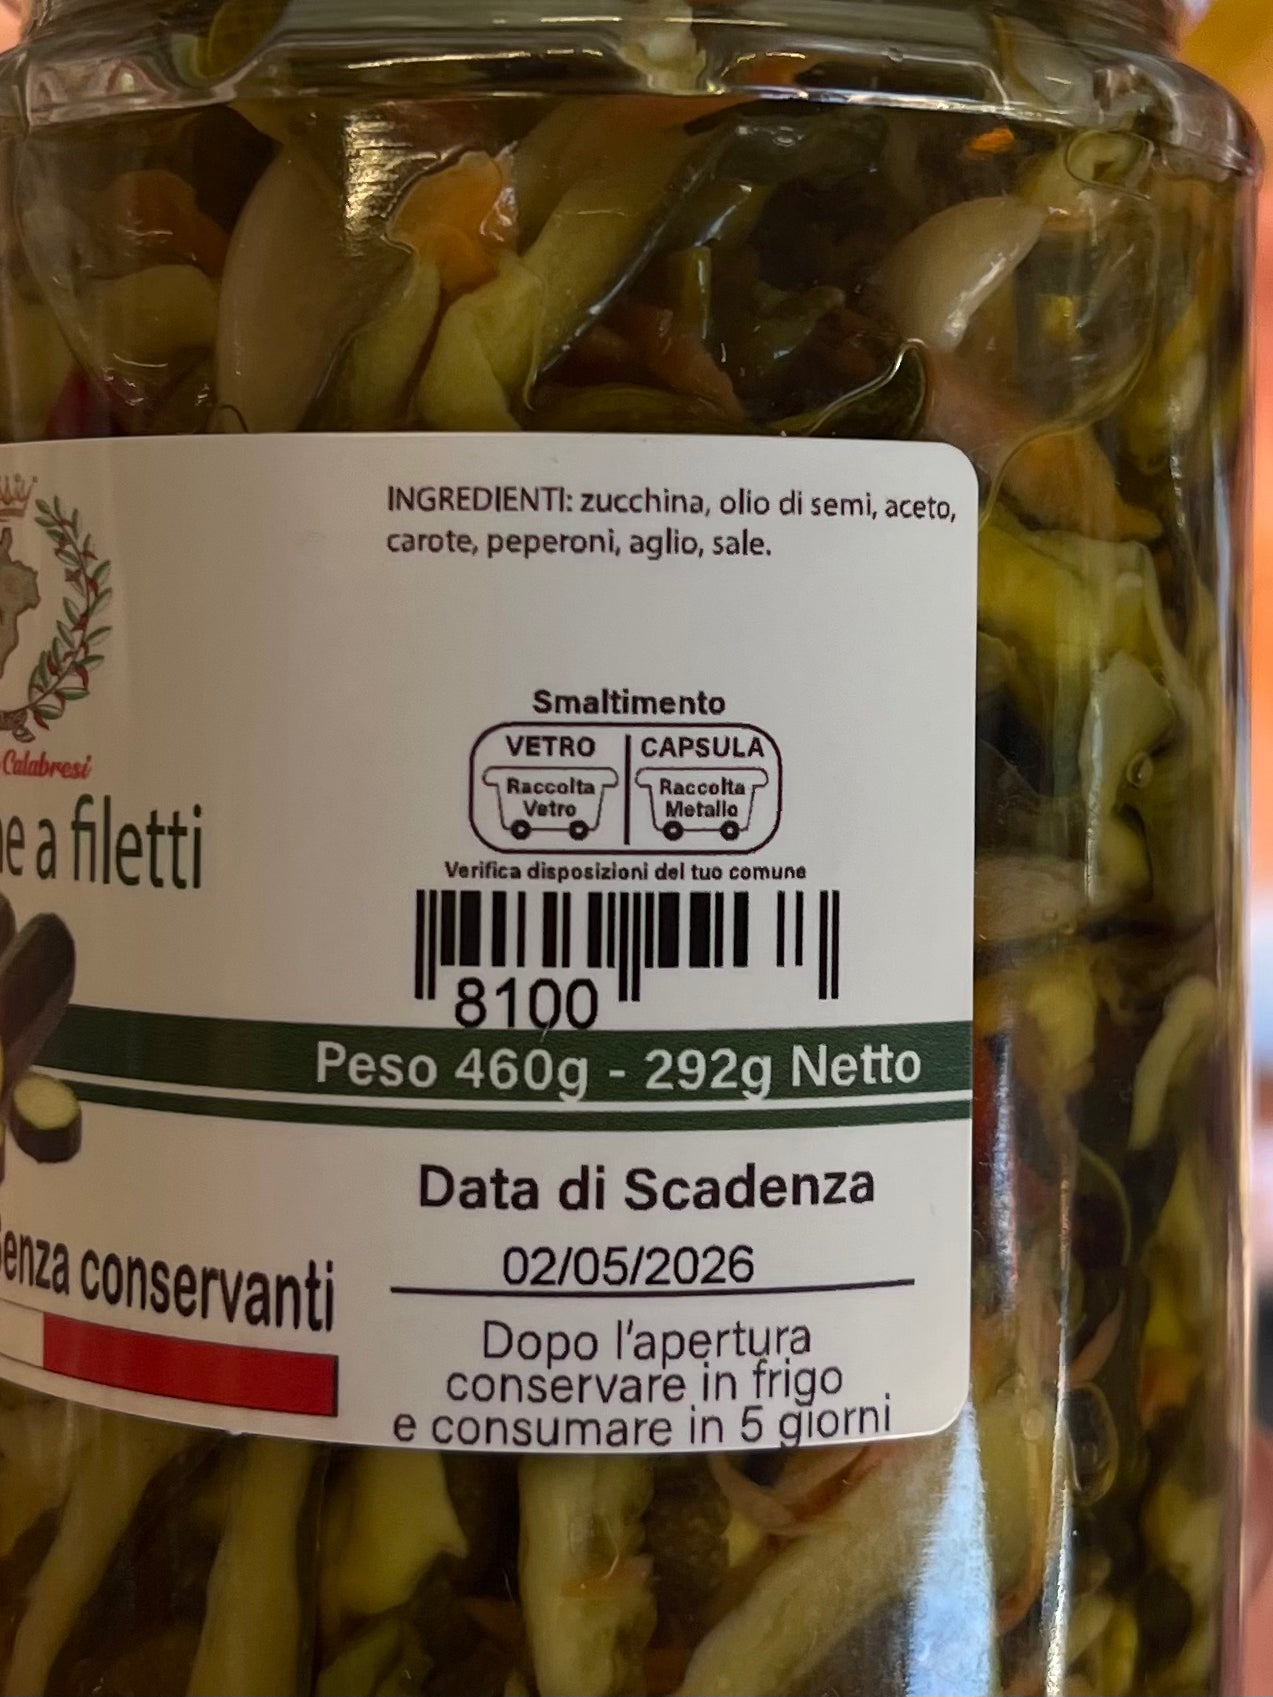 INGREDIENTI: zucchina, olio di semi, aceto,
carote, peperoni, aglio, sale.
Calabresi
a filetti
Smaltimento
VETRO | CAPSULA
Raccolta Vetro
Raccolta Metallo
Verifica disposizioni del tuo comune
8100
Peso 460g - 292g Netto
Senza conservanti
Data di Scadenza
02/05/2026
Dopo l'apertura
conservare in frigo
e consumare in 5 giorni